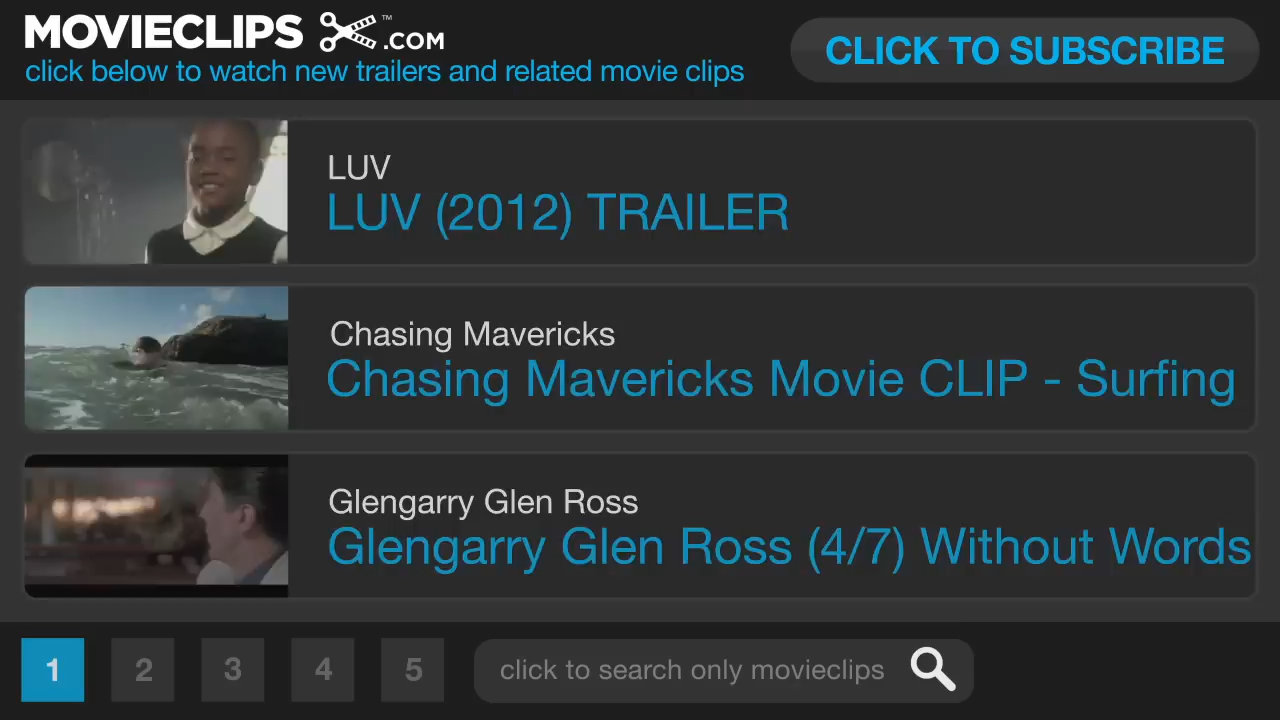 MOVIECLIPS ™ .COM
click below to watch new trailers and related movie clips
CLICK TO SUBSCRIBE
LUV
LUV (2012) TRAILER
Chasing Mavericks
Chasing Mavericks Movie CLIP - Surfing
Glengarry Glen Ross
Glengarry Glen Ross (4/7) Without Words
1 2 3 4 5 click to search only movieclips